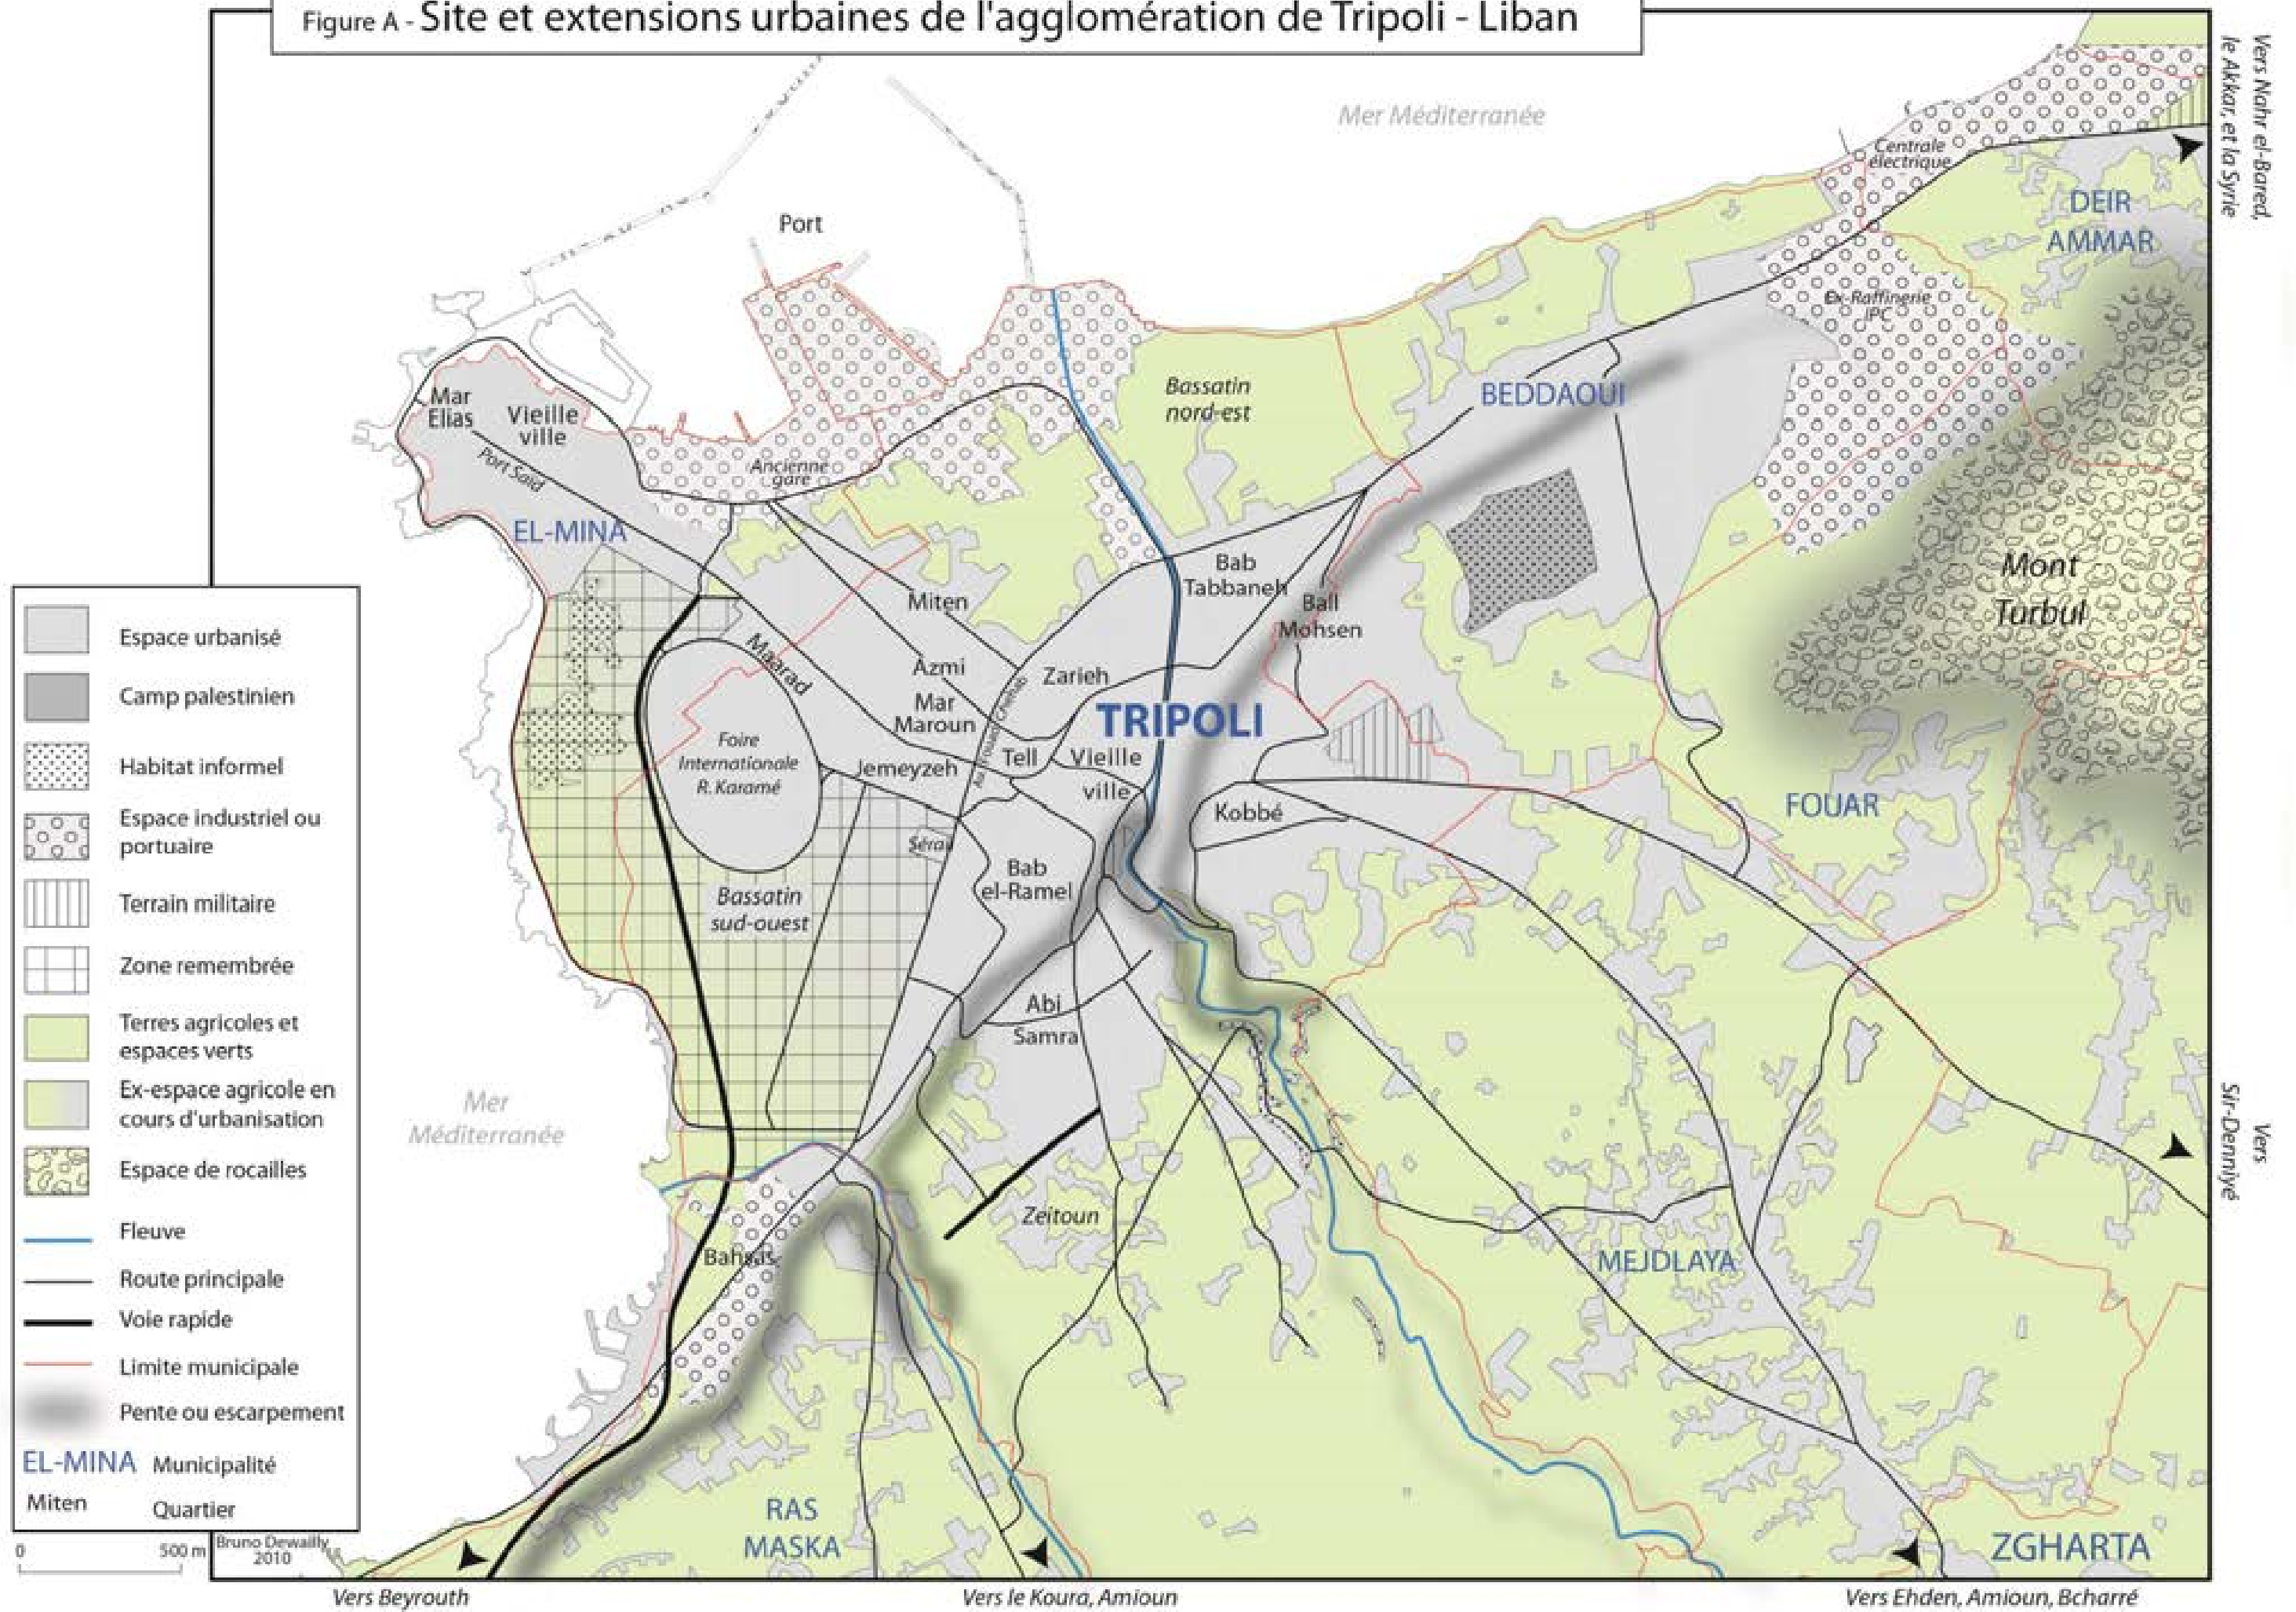 Figure A - Site et extensions urbaines de l'agglomération de Tripoli - Liban
Mer Méditerranée
Vers Nahr el-Bared,
le Akkar, et la Syrie
Centrale
électrique
DEIR
AMMAR
Port
Ex-Raffinerie
IPC
Mar
Elias
Vieille
ville
Port Saïd
Ancienne
gare
EL-MINA
Bassatin
nord-est
BEDDAOUI
Mont
Turbul
Bab
Tabbaneh
Ball
Mohsen
Miten
Maarad
Azmi
Zarieh
Mar
Maroun
TRIPOLI
Foire
Internationale
R. Karamé
Jemeyzeh
Tell
Vieille
ville
Kobbé
FOUAR
Sérail
Bab
el-Ramel
Bassatin
sud-ouest
Abi
Samra
Mer
Méditerranée
Vers
Sir-Denniyé
Zeitoun
Bahsas
MEJDLAYA
RAS
MASKA
ZGHARTA
Espace urbanisé
Camp palestinien
Habitat informel
Espace industriel ou
portuaire
Terrain militaire
Zone remembrée
Terres agricoles et
espaces verts
Ex-espace agricole en
cours d'urbanisation
Espace de rocailles
Fleuve
Route principale
Voie rapide
Limite municipale
Pente ou escarpement
EL-MINA Municipalité
Miten Quartier
0 500 m
Bruno Dewailly
2010
Vers Beyrouth
Vers le Koura, Amioun
Vers Ehden, Amioun, Bcharré